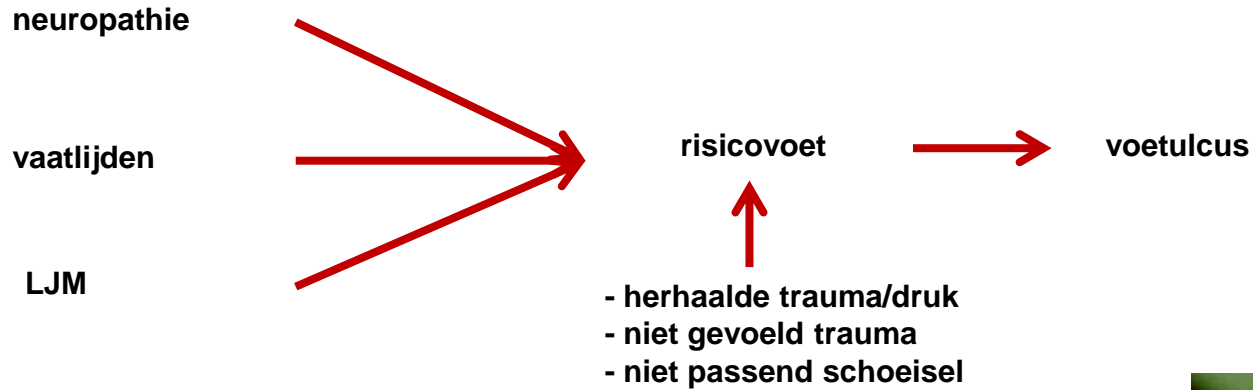 neuropathie
vaatlijden
LJM
risicovoet
voetulcus
- herhaalde trauma/druk
- niet gevoeld trauma
- niet passend schoeisel